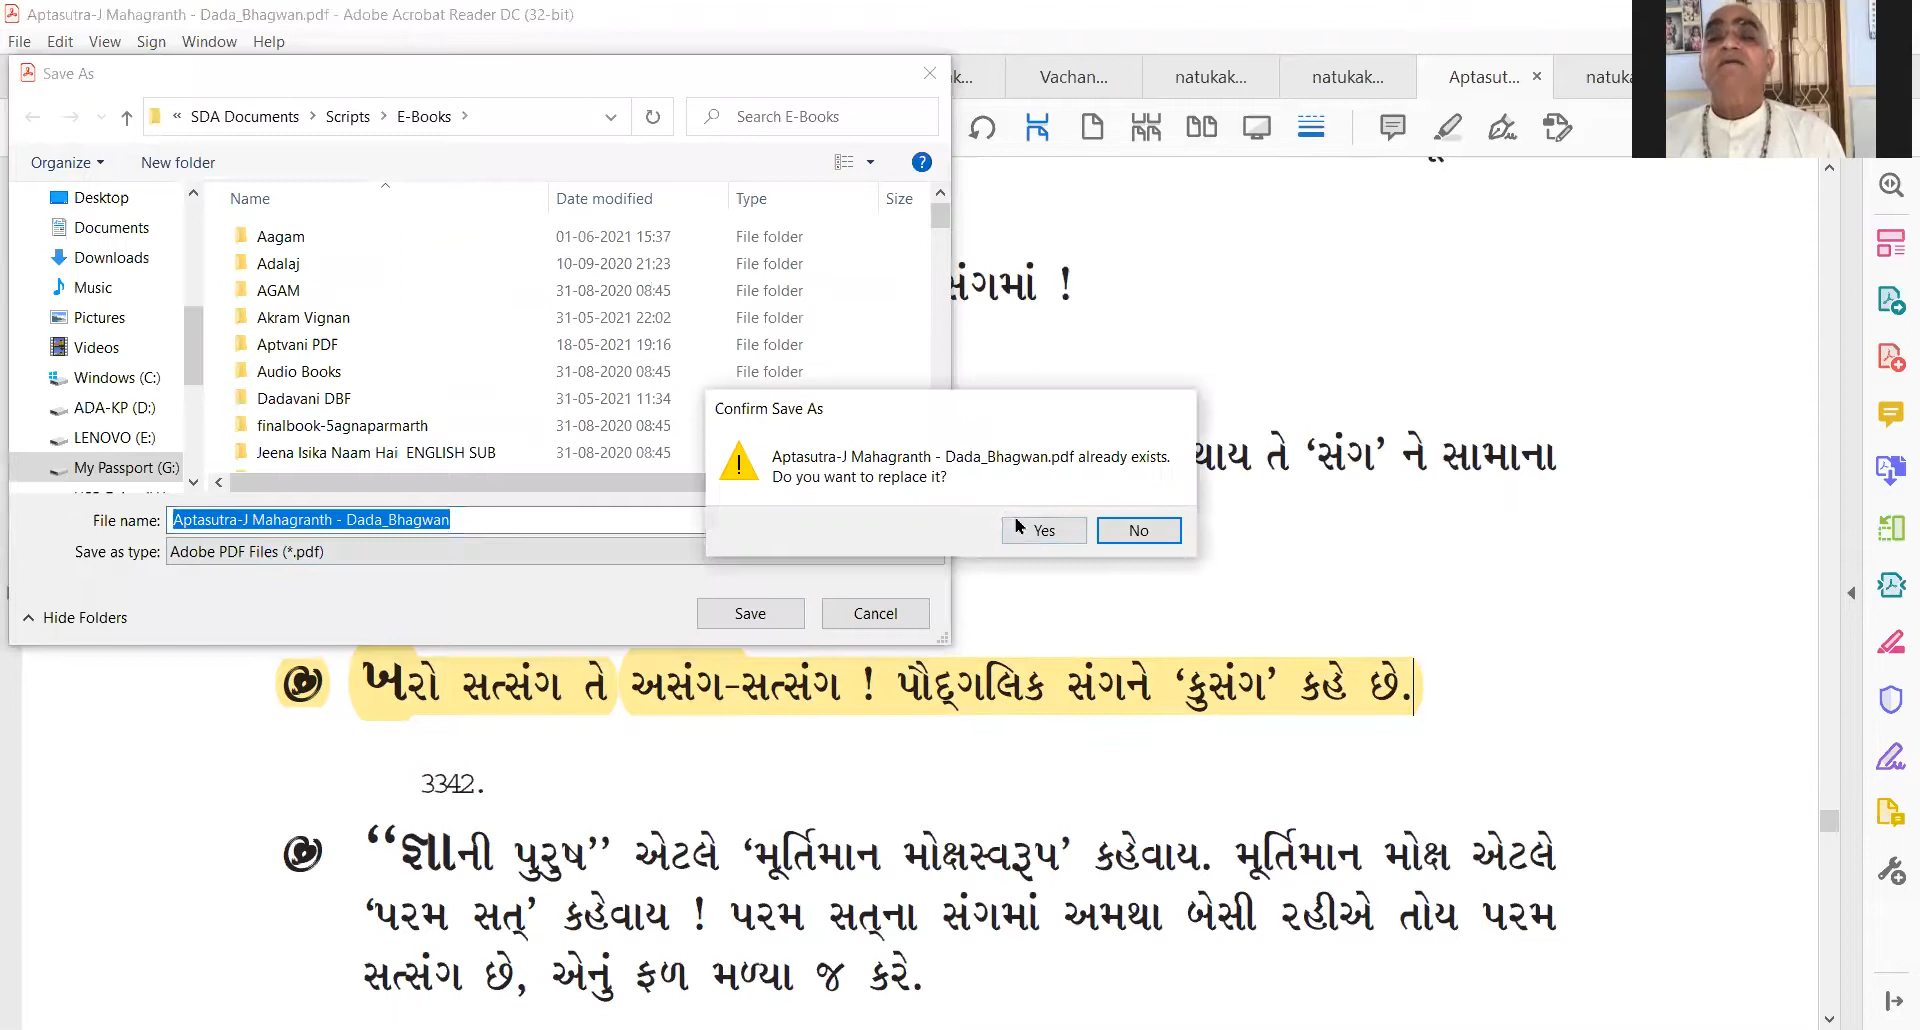 Aptasutra-J Mahagranth - Dada_Bhagwan.pdf - Adobe Acrobat Reader DC (32-bit)
File Edit View Sign Window Help
Save As
k... Vachan... natukak... natukak... Aptasut... natuka
« SDA Documents Scripts E-Books
Search E-Books
Organize New folder
Name Date modified Type Size
Desktop
Documents
Downloads
Music
Pictures
Videos
Windows (C:)
ADA-KP (D:)
LENOVO (E:)
My Passport (G:)
Aagam 01-06-2021 15:37 File folder
Adalaj 10-09-2020 21:23 File folder
AGAM 31-08-2020 08:45 File folder
Akram Vignan 31-05-2021 22:02 File folder
Aptvani PDF 18-05-2021 19:16 File folder
Audio Books 31-08-2020 08:45 File folder
Dadavani DBF 31-05-2021 11:34
finalbook-5agnaparmarth 31-08-2020 08:45
Jeena Isika Naam Hai ENGLISH SUB 31-08-2020 08:45
File name: Aptasutra-J Mahagranth - Dada_Bhagwan
Save as type: Adobe PDF Files (*.pdf)
Hide Folders
Save Cancel
Confirm Save As
Aptasutra-J Mahagranth - Dada_Bhagwan.pdf already exists.
Do you want to replace it?
Yes No
સંગમાં !
થાય તે ‘સંગ’ ને સામાના
ખરો સત્સંગ તે અસંગ-સત્સંગ ! પૌદ્ગલિક સંગને ‘કુસંગ’ કહે છે.
3342.
“જ્ઞાની પુરુષ” એટલે ‘મૂર્તિમાન મોક્ષસ્વરૂપ’ કહેવાય. મૂર્તિમાન મોક્ષ એટલે
‘પરમ સત્’ કહેવાય ! પરમ સત્‌ના સંગમાં અમથા બેસી રહીએ તોય પરમ
સત્સંગ છે, એનું ફળ મળ્યા જ કરે.